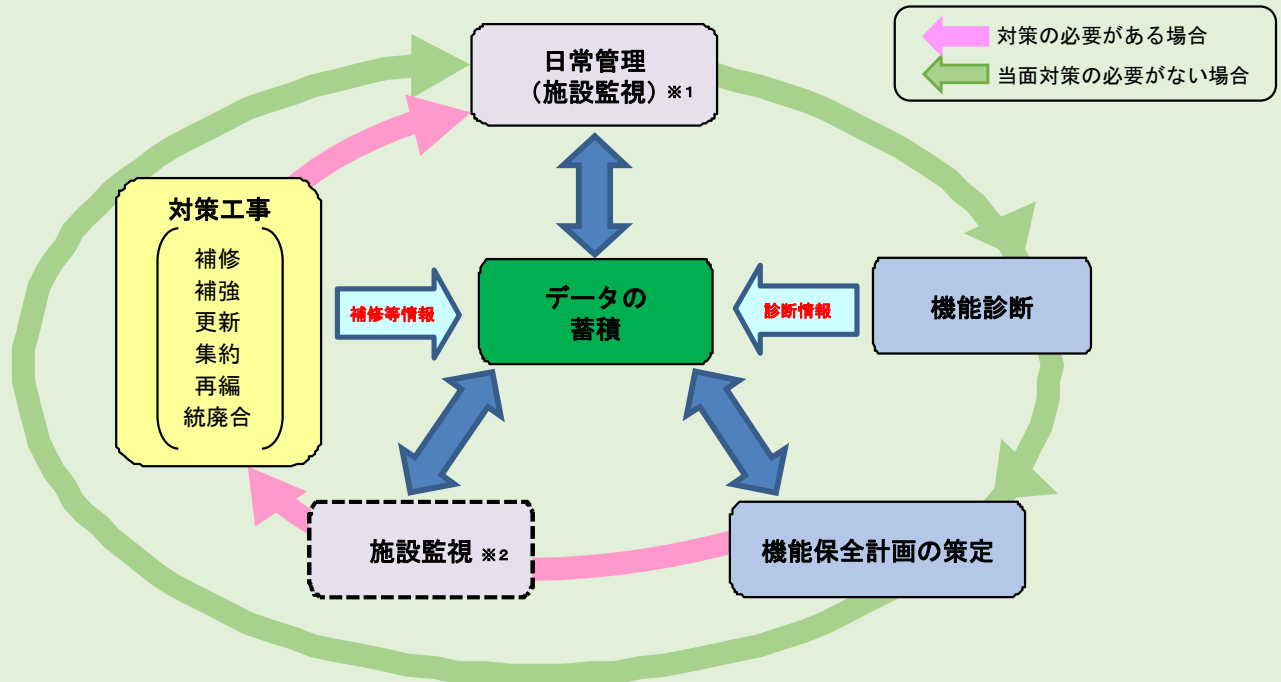 対策の必要がある場合
当面対策の必要がない場合
日常管理
（施設監視）※1
対策工事
補修
補強
更新
集約
再編
統廃合
補修等情報
データの
蓄積
診断情報
機能診断
施設監視 ※2
機能保全計画の策定